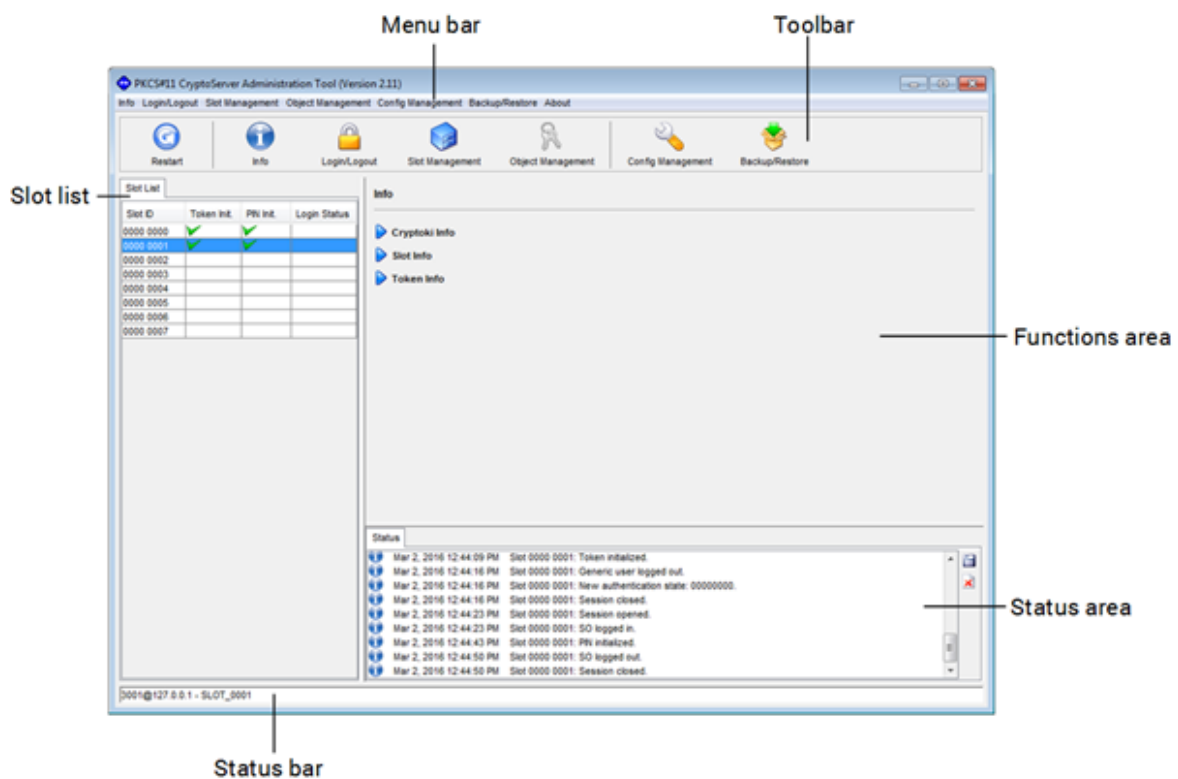 Menu bar
Toolbar
PKCS#11 CryptoServer Administration Tool (Version 2.11)
Info Login/Logout Slot Management Object Management Config Management Backup/Restore About
Restart Info Login/Logout Slot Management Object Management Config Management Backup/Restore
Slot list
Slot List
Slot ID Token Init. PIN Init. Login Status
0000 0000
0000 0001
0000 0002
0000 0003
0000 0004
0000 0005
0000 0006
0000 0007
Info
Cryptoki Info
Slot Info
Token Info
Functions area
Status
Mar 2, 2016 12:44:09 PM Slot 0000 0001: Token initialized.
Mar 2, 2016 12:44:16 PM Slot 0000 0001: Generic user logged out.
Mar 2, 2016 12:44:16 PM Slot 0000 0001: New authentication state: 00000000.
Mar 2, 2016 12:44:16 PM Slot 0000 0001: Session closed.
Mar 2, 2016 12:44:23 PM Slot 0000 0001: Session opened.
Mar 2, 2016 12:44:23 PM Slot 0000 0001: SO logged in.
Mar 2, 2016 12:44:43 PM Slot 0000 0001: PIN initialized.
Mar 2, 2016 12:44:50 PM Slot 0000 0001: SO logged out.
Mar 2, 2016 12:44:50 PM Slot 0000 0001: Session closed.
Status area
3001@127.0.0.1 - SLOT_0001
Status bar